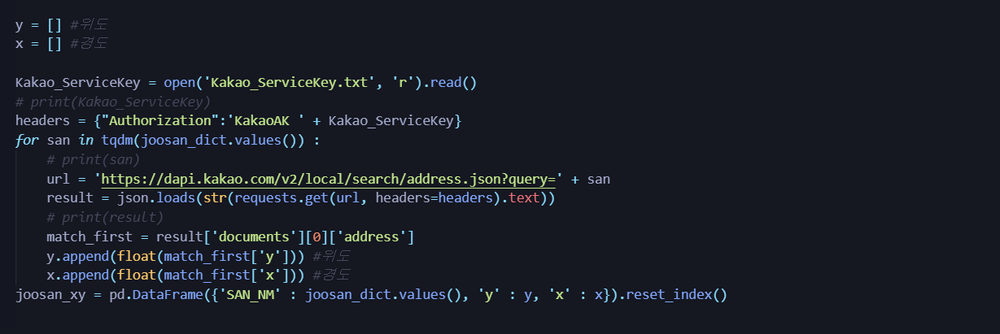 y = [] #위도
x = [] #경도
Kakao_ServiceKey = open('Kakao_ServiceKey.txt', 'r').read()
# print(Kakao_ServiceKey)
headers = {"Authorization":'KakaoAK ' + Kakao_ServiceKey}
for san in tqdm(joosan_dict.values()) :
    # print(san)
    url = 'https://dapi.kakao.com/v2/local/search/address.json?query=' + san
    result = json.loads(str(requests.get(url, headers=headers).text))
    # print(result)
    match_first = result['documents'][0]['address']
    y.append(float(match_first['y'])) #위도
    x.append(float(match_first['x'])) #경도
joosan_xy = pd.DataFrame({'SAN_NM' : joosan_dict.values(), 'y' : y, 'x' : x}).reset_index()